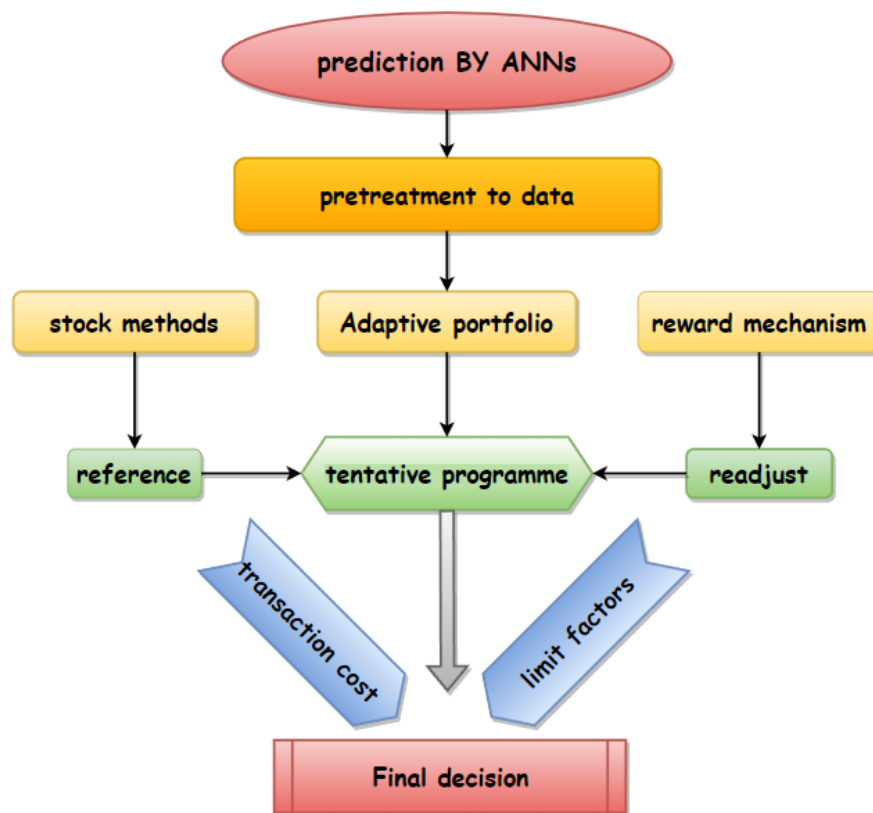 prediction BY ANNs
pretreatment to data
stock methods
Adaptive portfolio
reward mechanism
reference
tentative programme
readjust
transaction cost
limit factors
Final decision